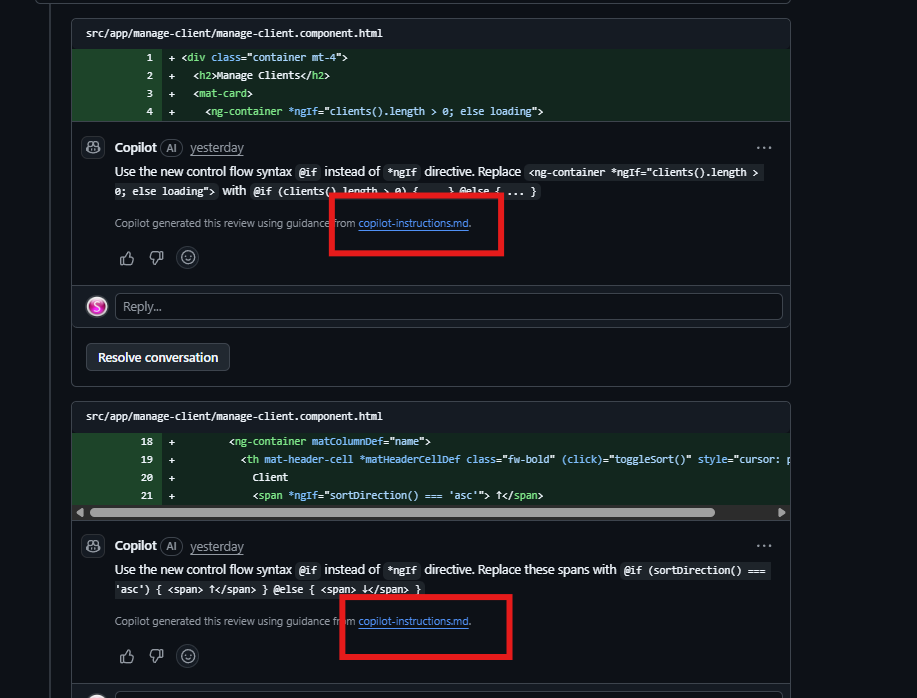 src/app/manage-client/manage-client.component.html
1 + <div class="container mt-4">
2 + <h2>Manage Clients</h2>
3 + <mat-card>
4 + <ng-container *ngIf="clients().length > 0; else loading">
Copilot AI yesterday
Use the new control flow syntax @if instead of *ngIf directive. Replace <ng-container *ngIf="clients().length >
0; else loading"> with @if (clients().length > 0) { ... } @else { ... }
Copilot generated this review using guidance from copilot-instructions.md.
S Reply...
Resolve conversation
src/app/manage-client/manage-client.component.html
18 + <ng-container matColumnDef="name">
19 + <th mat-header-cell *matHeaderCellDef class="fw-bold" (click)="toggleSort()" style="cursor: p
20 + Client
21 + <span *ngIf="sortDirection() === 'asc'"> ↑</span>
Copilot AI yesterday
Use the new control flow syntax @if instead of *ngIf directive. Replace these spans with @if (sortDirection() ===
'asc') { <span> ↑</span> } @else { <span> ↓</span> }
Copilot generated this review using guidance from copilot-instructions.md.